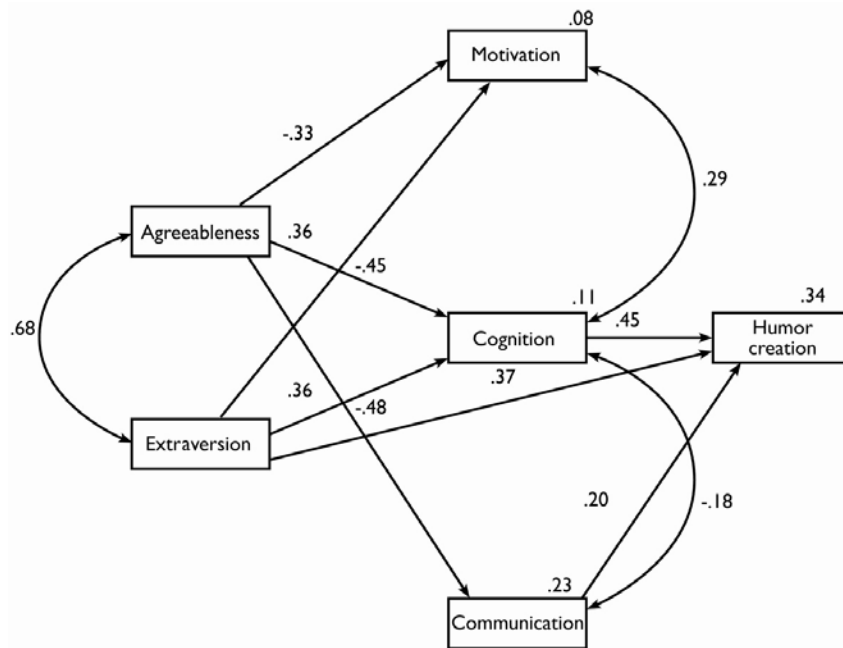 .08
Motivation
-.33
.29
Agreeableness
.36
-.45
.11
.34
.68
Cognition
.45
Humor
creation
.36
.37
-.48
Extraversion
.20
-.18
.23
Communication